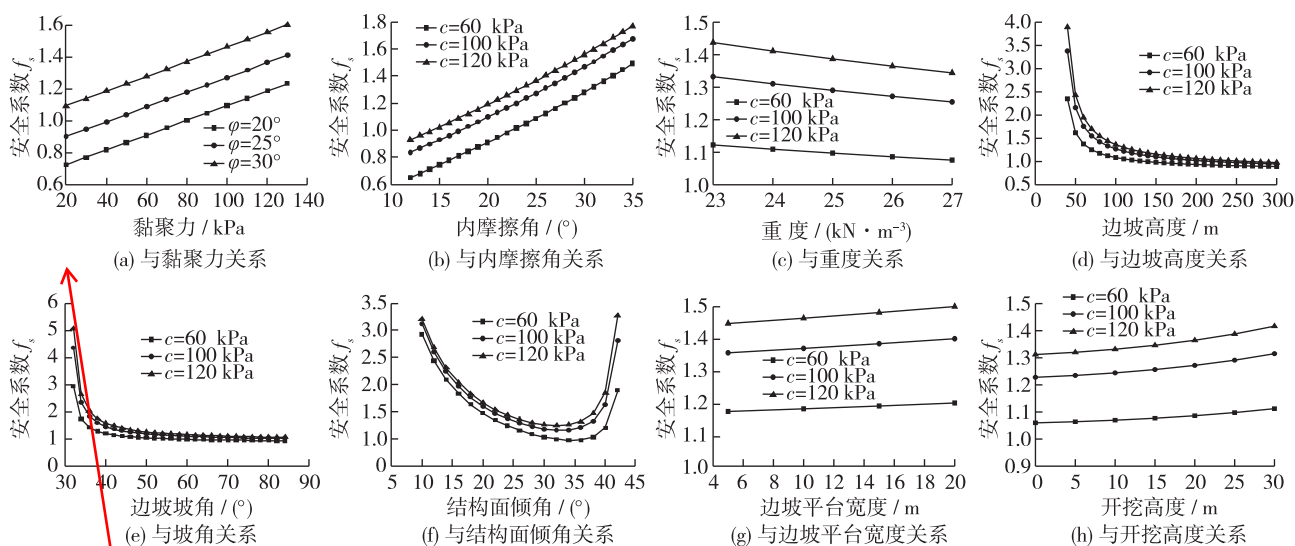 安全系数fs
1.6
1.4
1.2
1.0
0.8
0.6
φ=20°
φ=25°
φ=30°
20 40 60 80 100 120 140
黏聚力 / kPa
(a) 与黏聚力关系
安全系数fs
1.8
1.6
1.4
1.2
1.0
0.8
0.6
c=60 kPa
c=100 kPa
c=120 kPa
10 15 20 25 30 35
内摩擦角 / (°)
(b) 与内摩擦角关系
安全系数fs
1.5
1.4
1.3
1.2
1.1
1.0
c=60 kPa
c=100 kPa
c=120 kPa
23 24 25 26 27
重 度 / (kN·m⁻³)
(c) 与重度关系
安全系数fs
4.0
3.5
3.0
2.5
2.0
1.5
1.0
0.5
c=60 kPa
c=100 kPa
c=120 kPa
0 50 100 150 200 250 300
边坡高度 / m
(d) 与边坡高度关系
安全系数fs
6
5
4
3
2
1
0
c=60 kPa
c=100 kPa
c=120 kPa
30 40 50 60 70 80 90
边坡坡角 / (°)
(e) 与坡角关系
安全系数fs
3.5
3.0
2.5
2.0
1.5
1.0
0
c=60 kPa
c=100 kPa
c=120 kPa
5 10 15 20 25 30 35 40 45
结构面倾角 / (°)
(f) 与结构面倾角关系
安全系数fs
1.5
1.4
1.3
1.2
1.1
1.0
c=60 kPa
c=100 kPa
c=120 kPa
4 6 8 10 12 14 16 18 20
边坡平台宽度 / m
(g) 与边坡平台宽度关系
安全系数fs
1.5
1.4
1.3
1.2
1.1
1.0
0.9
c=60 kPa
c=100 kPa
c=120 kPa
0 5 10 15 20 25 30
开挖高度 / m
(h) 与开挖高度关系